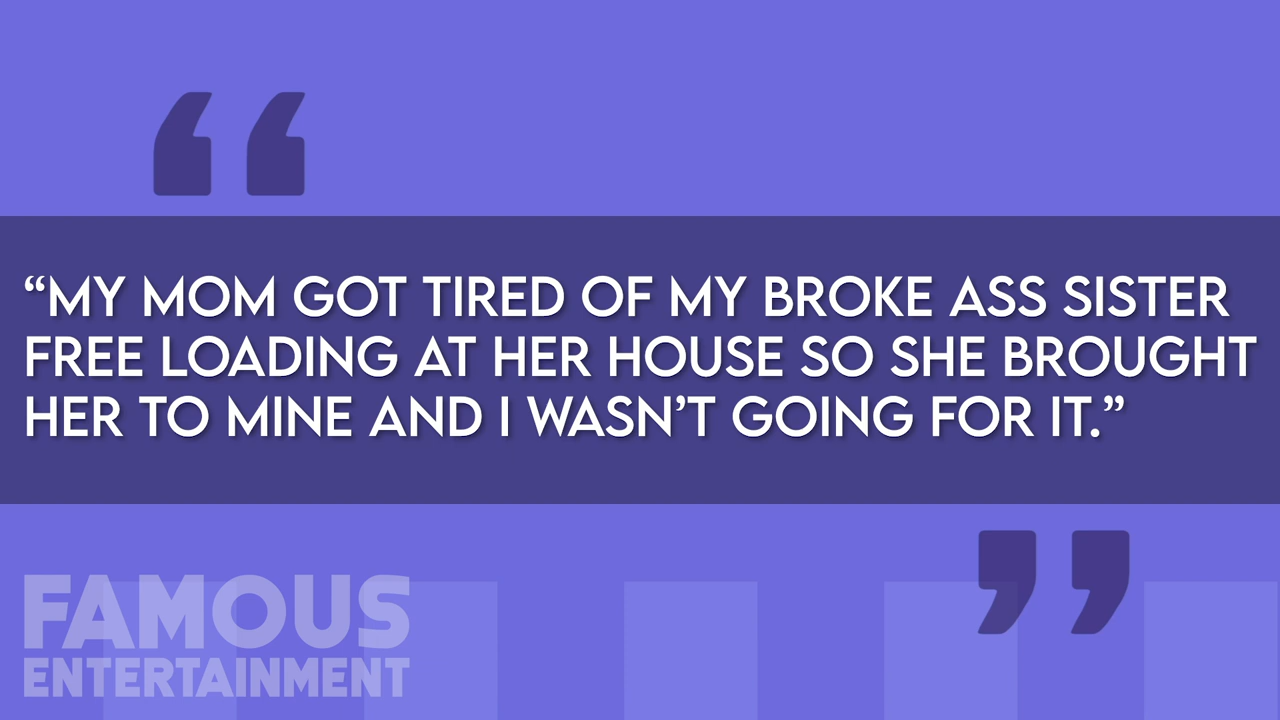 “MY MOM GOT TIRED OF MY BROKE ASS SISTER
FREE LOADING AT HER HOUSE SO SHE BROUGHT
HER TO MINE AND I WASN’T GOING FOR IT.”
FAMOUS
ENTERTAINMENT